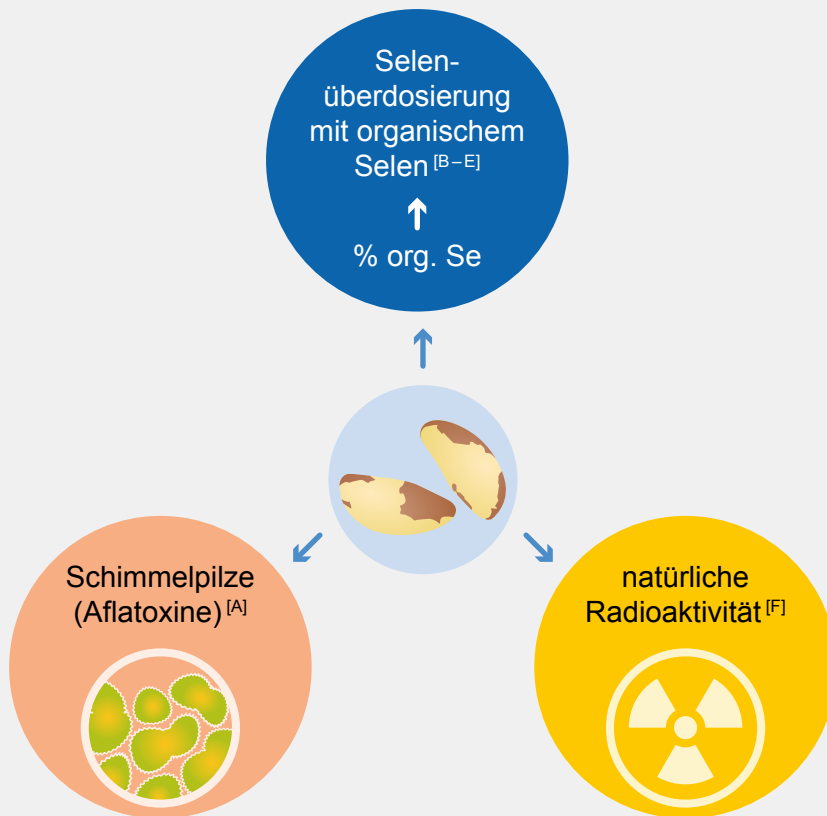 Selen-
überdosierung
mit organischem
Selen [B–E]
↑
% org. Se
Schimmelpilze
(Aflatoxine) [A]
natürliche
Radioaktivität [F]